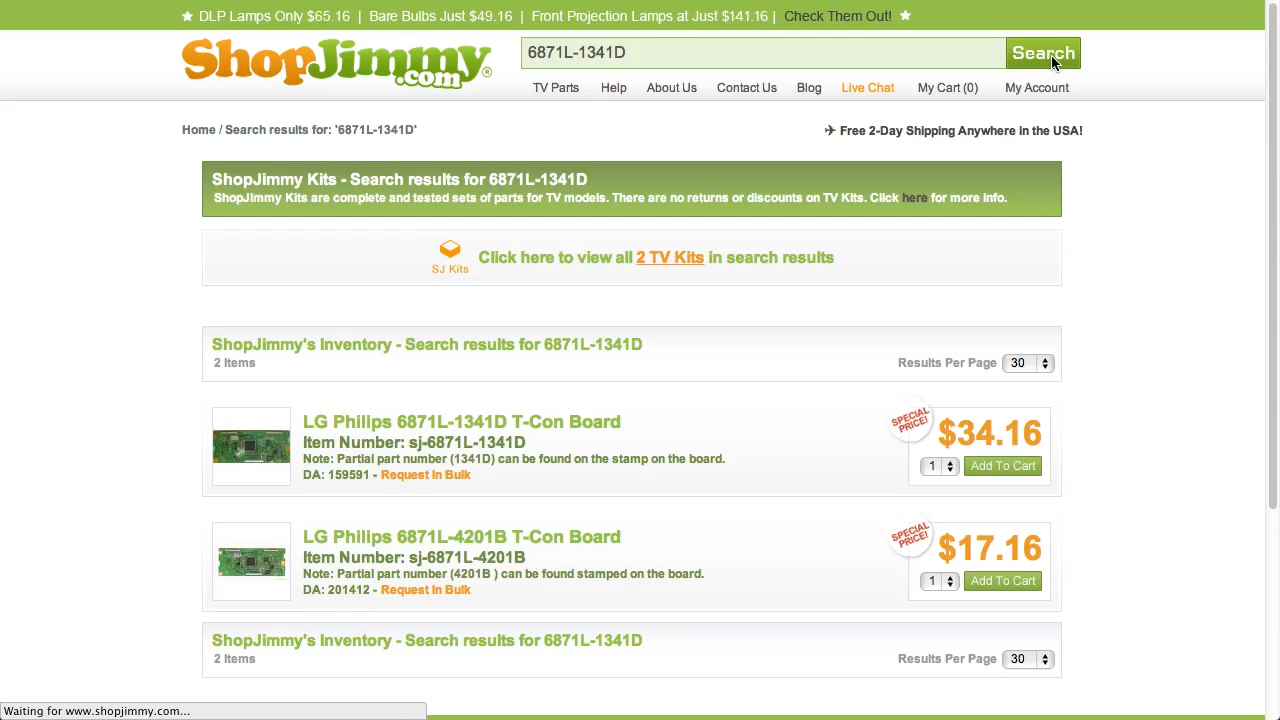 ★ DLP Lamps Only $65.16 | Bare Bulbs Just $49.16 | Front Projection Lamps at Just $141.16 | Check Them Out! ★
ShopJimmy.com®
6871L-1341D
Search
TV Parts Help About Us Contact Us Blog Live Chat My Cart (0) My Account
Home / Search results for: '6871L-1341D'
✈ Free 2-Day Shipping Anywhere in the USA!
ShopJimmy Kits - Search results for 6871L-1341D
ShopJimmy Kits are complete and tested sets of parts for TV models. There are no returns or discounts on TV Kits. Click here for more info.
SJ Kits
Click here to view all 2 TV Kits in search results
ShopJimmy's Inventory - Search results for 6871L-1341D
2 Items
Results Per Page 30
LG Philips 6871L-1341D T-Con Board
Item Number: sj-6871L-1341D
Note: Partial part number (1341D) can be found on the stamp on the board.
DA: 159591 - Request In Bulk
SPECIAL
PRICE!
$34.16
1 Add To Cart
LG Philips 6871L-4201B T-Con Board
Item Number: sj-6871L-4201B
Note: Partial part number (4201B ) can be found stamped on the board.
DA: 201412 - Request In Bulk
SPECIAL
PRICE!
$17.16
1 Add To Cart
ShopJimmy's Inventory - Search results for 6871L-1341D
2 Items
Results Per Page 30
Waiting for www.shopjimmy.com...